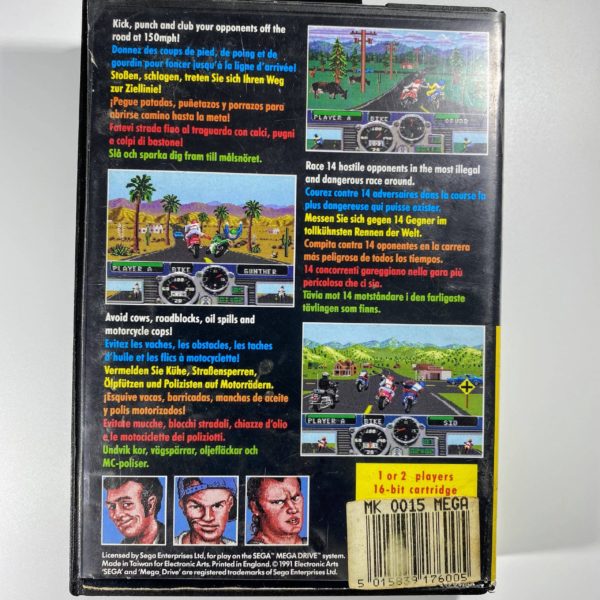 Kick, punch and club your opponents off the
road at 150mph!
Donnez des coups de pied, de poing et de
gourdin pour foncer jusqu'à la ligne d'arrivée!
Stoßen, schlagen, treten Sie sich Ihren Weg
zur Ziellinie!
¡Pegue patadas, puñetazos y porrazos para
abrirse camino hasta la meta!
Fatevi strada fino al traguardo con calci, pugni
e colpi di bastone!
Slå och sparka dig fram till målsnöret.
PLAYER A
BIKE
Race 14 hostile opponents in the most illegal
and dangerous race around.
Courez contre 14 adversaires dans la course la
plus dangereuse qui puisse exister.
Messen Sie sich gegen 14 Gegner im
tollkühnsten Rennen der Welt.
Compita contra 14 oponentes en la carrera
más peligrosa de todos los tiempos.
14 concorrenti gareggiano nella gara più
pericolosa che ci sia.
Tävla mot 14 motståndare i den farligaste
tävlingen som finns.
PLAYER A
BIKE
GUNTHER
Avoid cows, roadblocks, oil spills and
motorcycle cops!
Evitez les vaches, les obstacles, les taches
d'huile et les flics à motocyclette!
Vermelden Sie Kühe, Straßensperren,
Ölpfützen und Polizisten auf Motorrädern.
¡Esquive vacas, barricadas, manchas de aceite
y polis motorizados!
Evitate mucche, blocchi stradali, chiazze d'olio
e le motociclette dei poliziotti.
Undvik kor, vägspärrar, oljefläckar och
MC-poliser.
PLAYER A
BIKE
SID
1 or 2 players
16-bit cartridge
MK 0015 MEGA
5 015839 176005
Licensed by Sega Enterprises Ltd, for play on the SEGA™ MEGA DRIVE™ system.
Made in Taiwan for Electronic Arts. Printed in England. © 1991 Electronic Arts
'SEGA' and 'Mega Drive' are registered trademarks of Sega Enterprises Ltd.